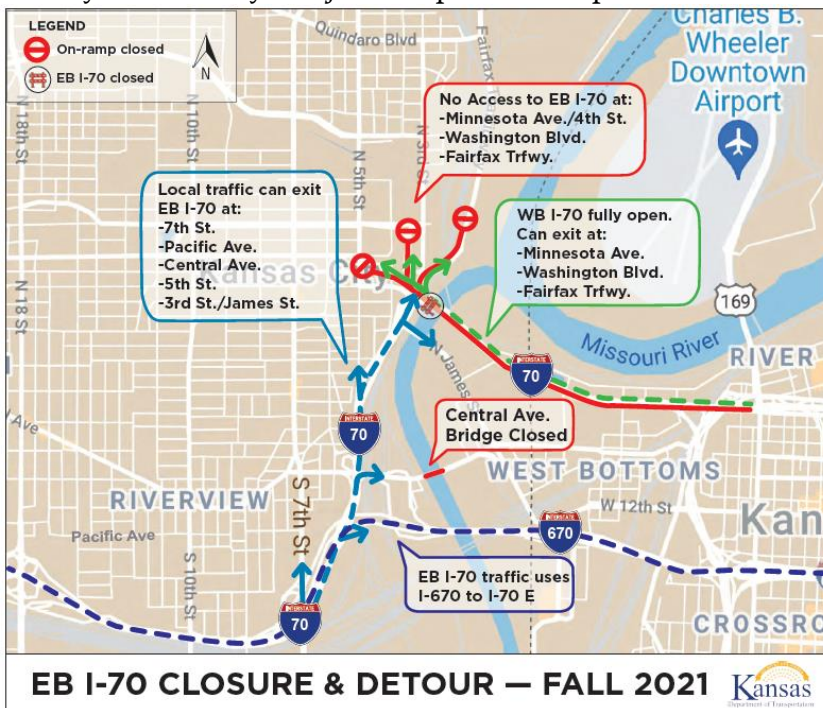 LEGEND
On-ramp closed
EB I-70 closed
N
Quindaro Blvd
Fairfax Trfwy
Charles B.
Wheeler
Downtown
Airport
N 18th St
N 10th St
N 5th St
N 3rd St
No Access to EB I-70 at:
-Minnesota Ave./4th St.
-Washington Blvd.
-Fairfax Trfwy.
Local traffic can exit
EB I-70 at:
-7th St.
-Pacific Ave.
-Central Ave.
-5th St.
-3rd St./James St.
WB I-70 fully open.
Can exit at:
-Minnesota Ave.
-Washington Blvd.
-Fairfax Trfwy.
Kansas City
N 18 St
169
Missouri River
RIVER
N James St
INTERSTATE
70
Central Ave.
Bridge Closed
INTERSTATE
70
Ave
WEST BOTTOMS
RIVERVIEW
S 7th St
W 12th St
Kan
Pacific Ave
INTERSTATE
670
S 10th St
EB I-70 traffic uses
I-670 to I-70 E
INTERSTATE
70
CROSSRO
EB I-70 CLOSURE & DETOUR — FALL 2021
Kansas
Department of Transportation